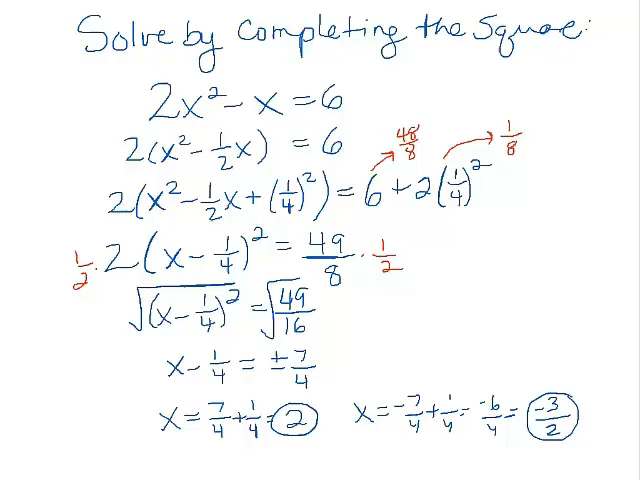 Solve by completing the Square:
2x² - x = 6
2(x² - 1/2 x) = 6
48/8
1/8
2(x² - 1/2 x + (1/4)²) = 6 + 2(1/4)²
1/2 · 2(x - 1/4)² = 49/8 · 1/2
√(x - 1/4)² = √49/16
x - 1/4 = ± 7/4
x = 7/4 + 1/4 = 2
x = -7/4 + 1/4 = -6/4 = -3/2